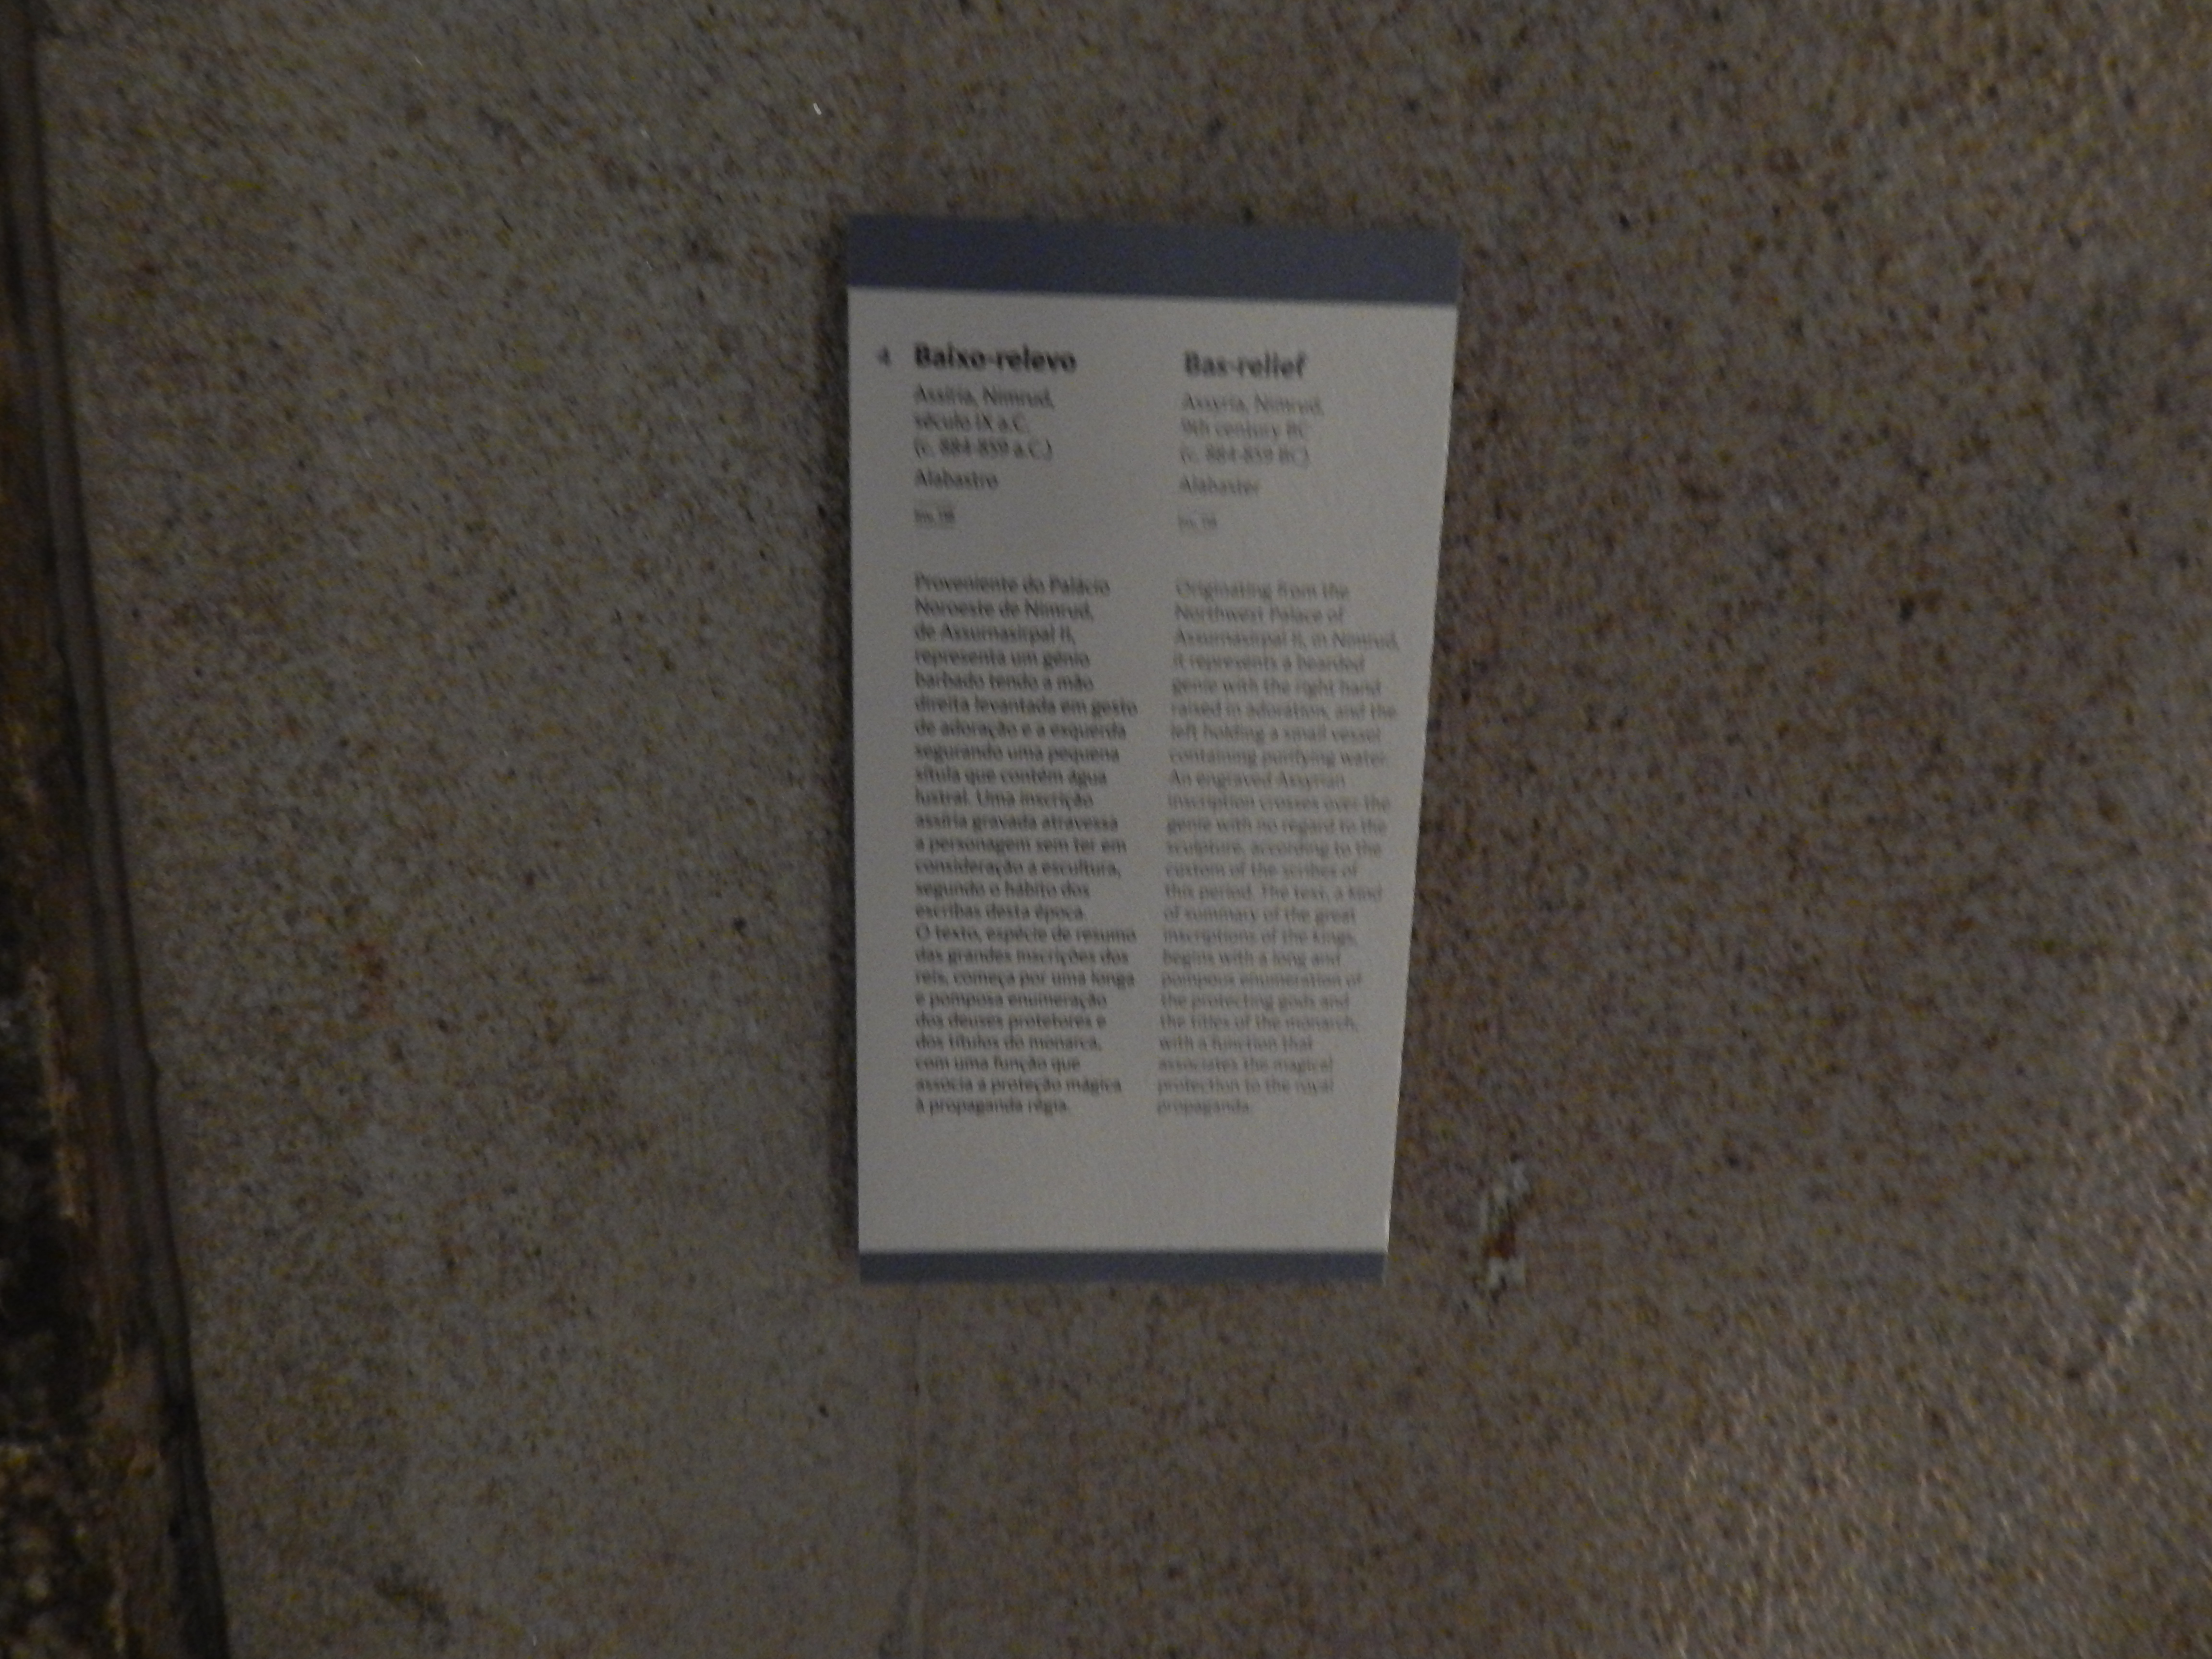 4 Baixo-relevo
Assíria, Nimrud,
século IX a.C.
(c. 884-859 a.C.)
Alabastro
Inv.
Proveniente do Palácio
Noroeste de Nimrud,
de Assurnasirpal II,
representa um génio
barbado tendo a mão
direita levantada em gesto
de adoração e a esquerda
segurando uma pequena
sítula que contém água
lustral. Uma inscrição
assíria gravada atravessa
a personagem sem ter em
consideração a escultura,
segundo o hábito dos
escribas desta época.
O texto, espécie de resumo
das grandes inscrições dos
reis, começa por uma longa
e pomposa enumeração
dos deuses protetores e
dos títulos do monarca,
com uma função que
associa a proteção mágica
à propaganda régia.
Bas-relief
Assyria, Nimrud,
9th century BC
(c. 884-859 BC)
Alabaster
Inv.
Originating from the
Northwest Palace of
Assurnasirpal II, in Nimrud,
it represents a bearded
genie with the right hand
raised in adoration, and the
left holding a small vessel
containing purifying water.
An engraved Assyrian
inscription crosses over the
genie with no regard to the
sculpture, according to the
custom of the scribes of
this period. The text, a kind
of summary of the great
inscriptions of the kings,
begins with a long and
pompous enumeration of
the protecting gods and
the titles of the monarch,
with a function that
associates the magical
protection to the royal
propaganda.